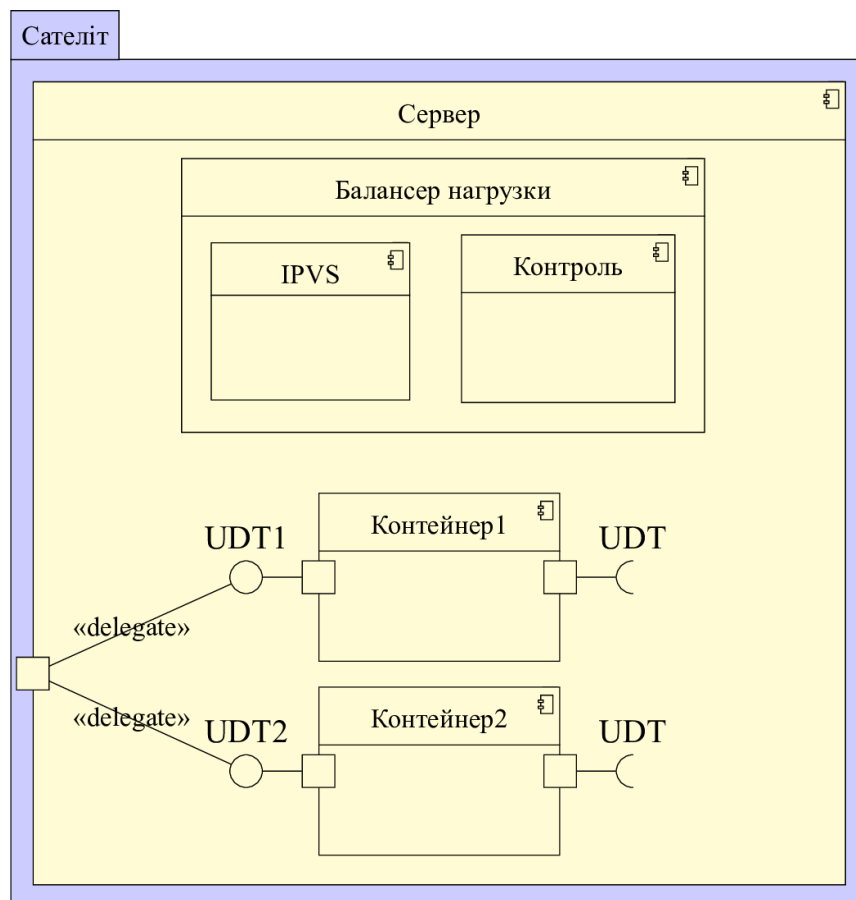 Сателіт
Сервер
Балансер нагрузки
IPVS
Контроль
Контейнер1
UDT1
UDT
«delegate»
«delegate»
Контейнер2
UDT2
UDT